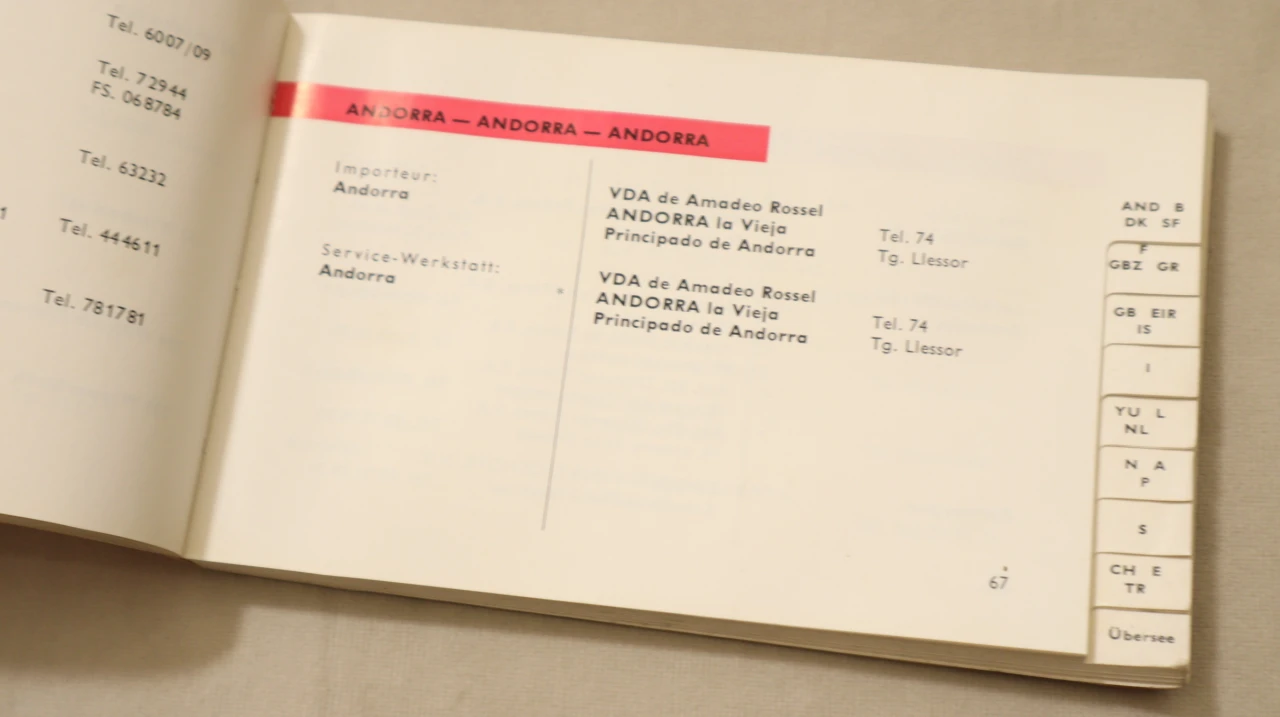 Tel. 6007/09
Tel. 72944
FS. 068784
Tel. 63232
1
Tel. 444611
Tel. 781781
ANDORRA — ANDORRA — ANDORRA
Importeur:
Andorra
VDA de Amadeo Rossel
ANDORRA la Vieja
Principado de Andorra
Tel. 74
Tg. Llessor
Service-Werkstatt:
Andorra
VDA de Amadeo Rossel
ANDORRA la Vieja
Principado de Andorra
Tel. 74
Tg. Llessor
67
AND B
DK SF
F
GBZ GR
GB EIR
IS
I
YU L
NL
N A
P
S
CH E
TR
Übersee